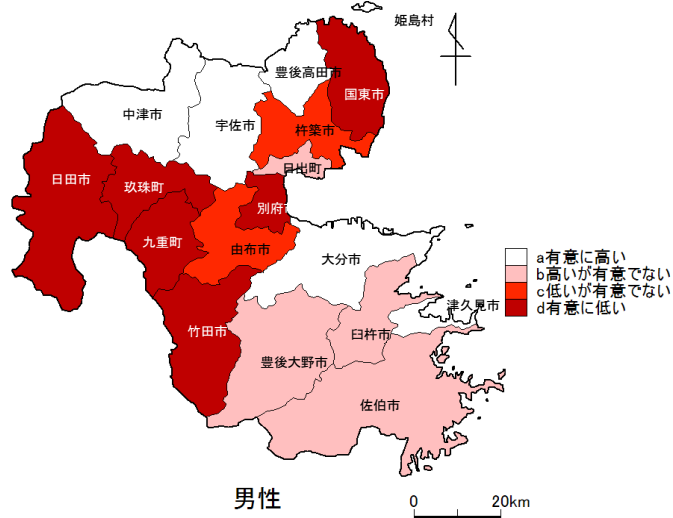 姫島村
豊後高田市
国東市
中津市
宇佐市
杵築市
日出町
日田市
玖珠町
別府市
九重町
由布市
大分市
a有意に高い
b高いが有意でない
c低いが有意でない
d有意に低い
津久見市
竹田市
臼杵市
豊後大野市
佐伯市
男性
0 20km